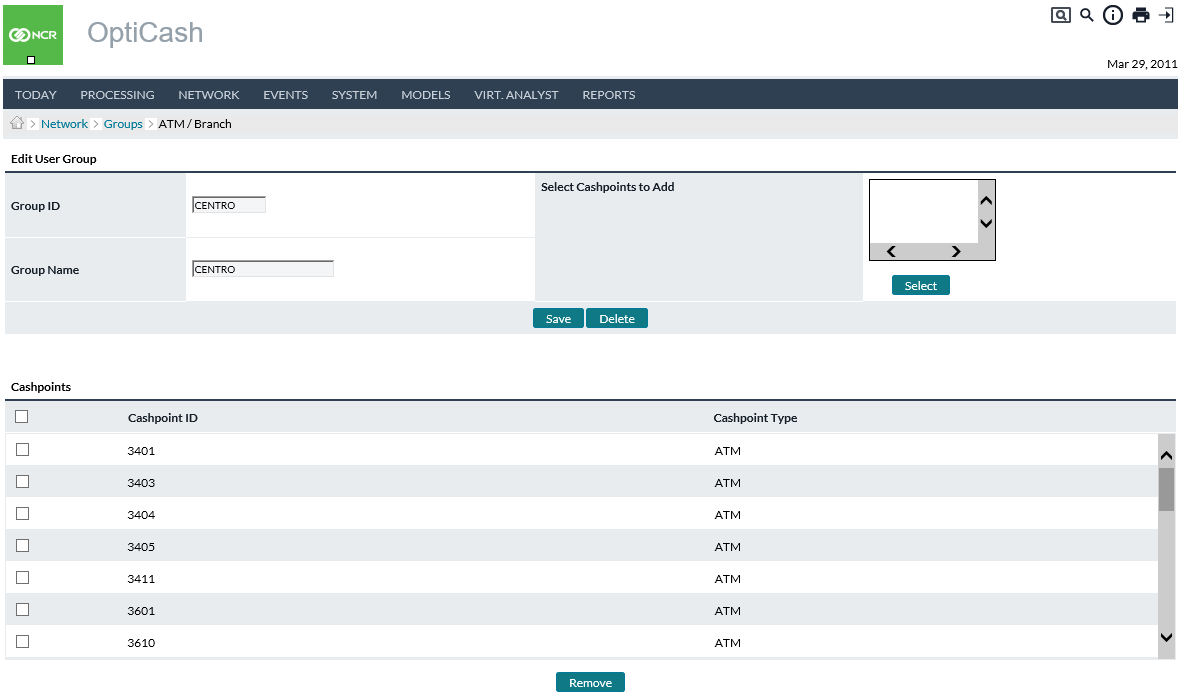 NCR
OptiCash
Mar 29, 2011
TODAY PROCESSING NETWORK EVENTS SYSTEM MODELS VIRT. ANALYST REPORTS
> Network > Groups > ATM / Branch
Edit User Group
Group ID
CENTRO
Select Cashpoints to Add
Group Name
CENTRO
Select
Save Delete
Cashpoints
Cashpoint ID Cashpoint Type
3401 ATM
3403 ATM
3404 ATM
3405 ATM
3411 ATM
3601 ATM
3610 ATM
Remove